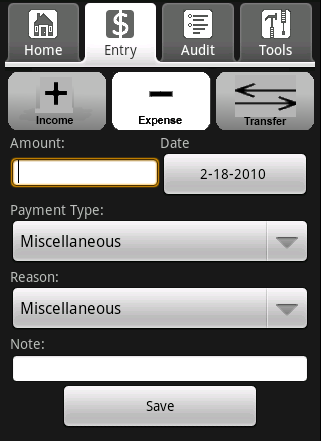 Home Entry Audit Tools
Income Expense Transfer
Amount: Date
2-18-2010
Payment Type:
Miscellaneous
Reason:
Miscellaneous
Note:
Save